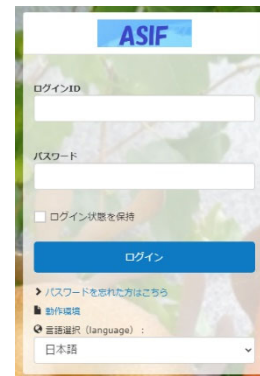 ASIF
ログインID
パスワード
ログイン状態を保持
ログイン
パスワードを忘れた方はこちら
動作環境
言語選択（language）：
日本語